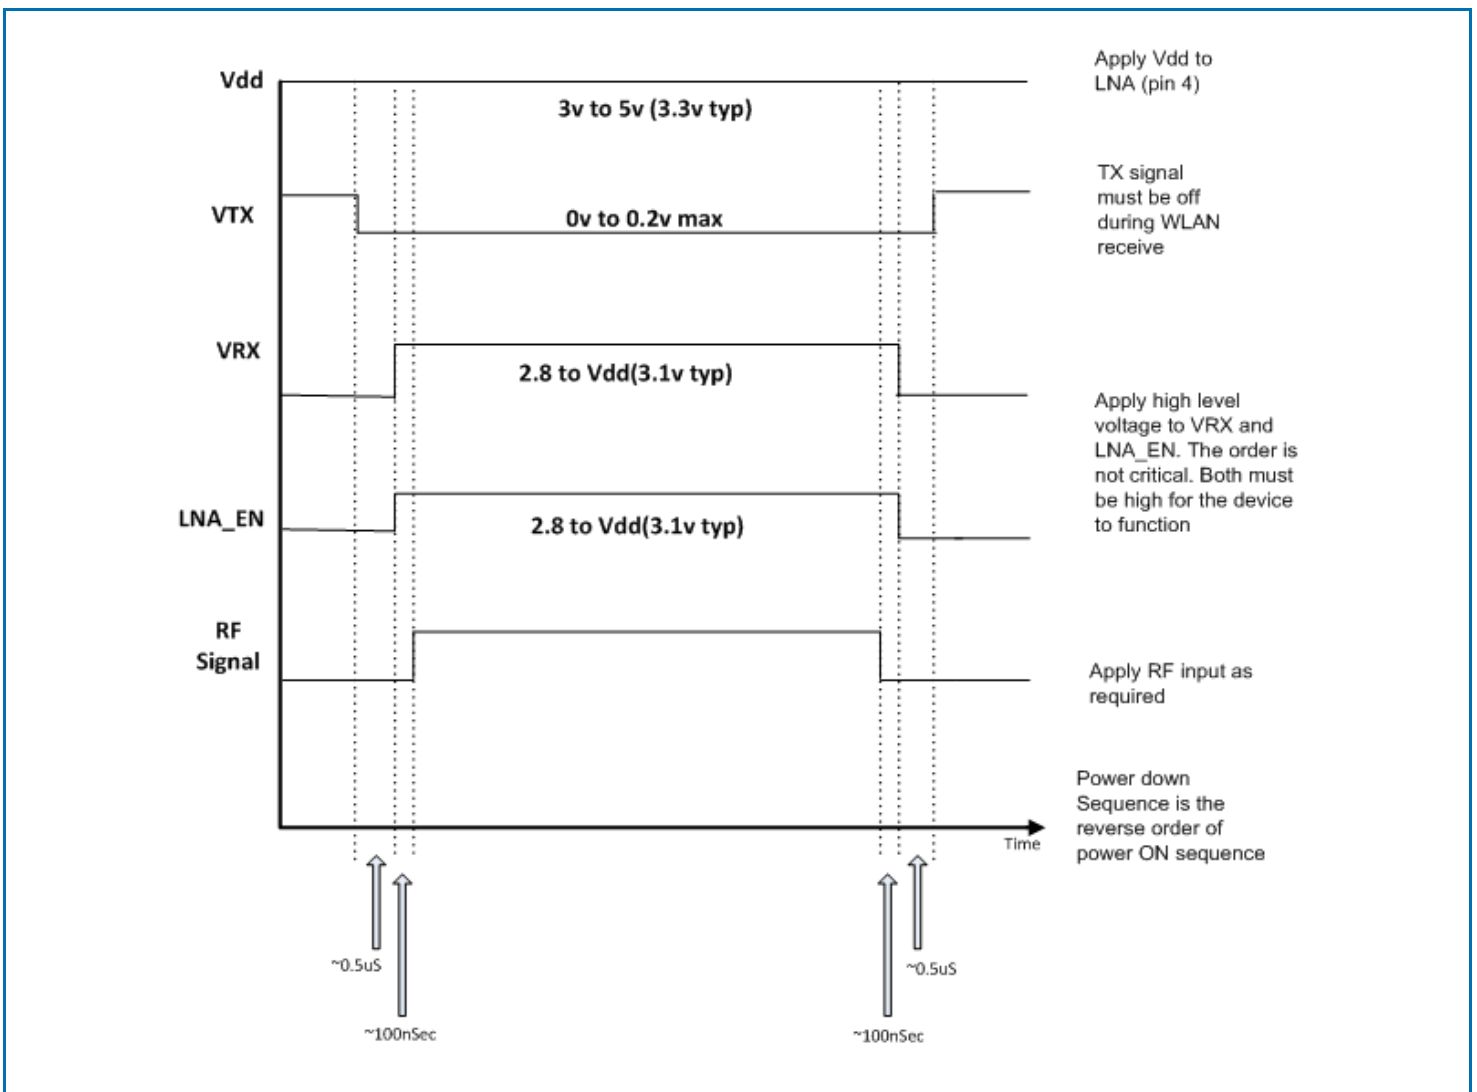 Vdd
3v to 5v (3.3v typ)
Apply Vdd to
LNA (pin 4)
VTX
0v to 0.2v max
TX signal
must be off
during WLAN
receive
VRX
2.8 to Vdd(3.1v typ)
Apply high level
voltage to VRX and
LNA_EN. The order is
not critical. Both must
be high for the device
to function
LNA_EN
2.8 to Vdd(3.1v typ)
RF
Signal
Apply RF input as
required
Time
Power down
Sequence is the
reverse order of
power ON sequence
~0.5uS
~0.5uS
~100nSec
~100nSec